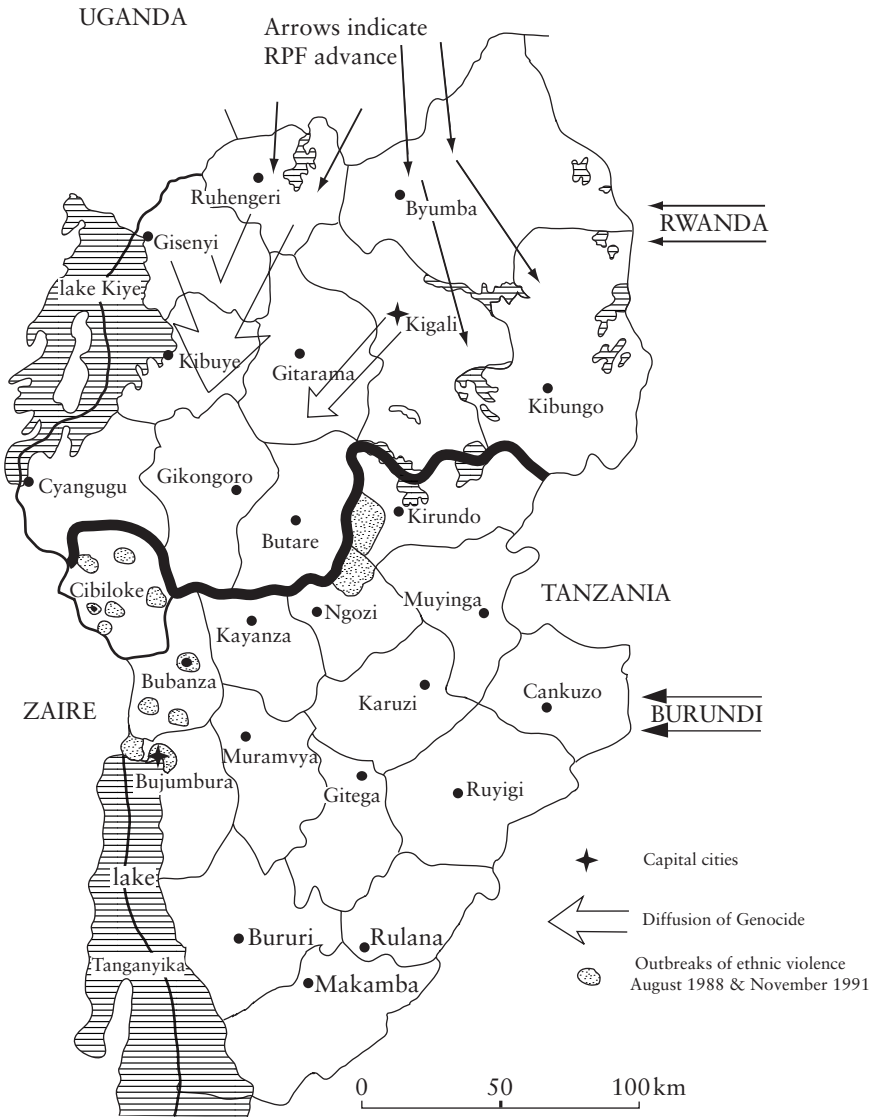 UGANDA
Arrows indicate
RPF advance
Ruhengeri
Byumba
RWANDA
Gisenyi
lake Kiye
Kigali
Kibuye
Gitarama
Kibungo
Cyangugu
Gikongoro
Kirundo
Butare
Cibiloke
TANZANIA
Ngozi
Muyinga
Kayanza
Bubanza
Karuzi
Cankuzo
ZAIRE
BURUNDI
Muramvya
Bujumbura
Gitega
Ruyigi
Capital cities
lake
Diffusion of Genocide
Bururi
Rulana
Tanganyika
Outbreaks of ethnic violence
August 1988 & November 1991
Makamba
0 50 100 km